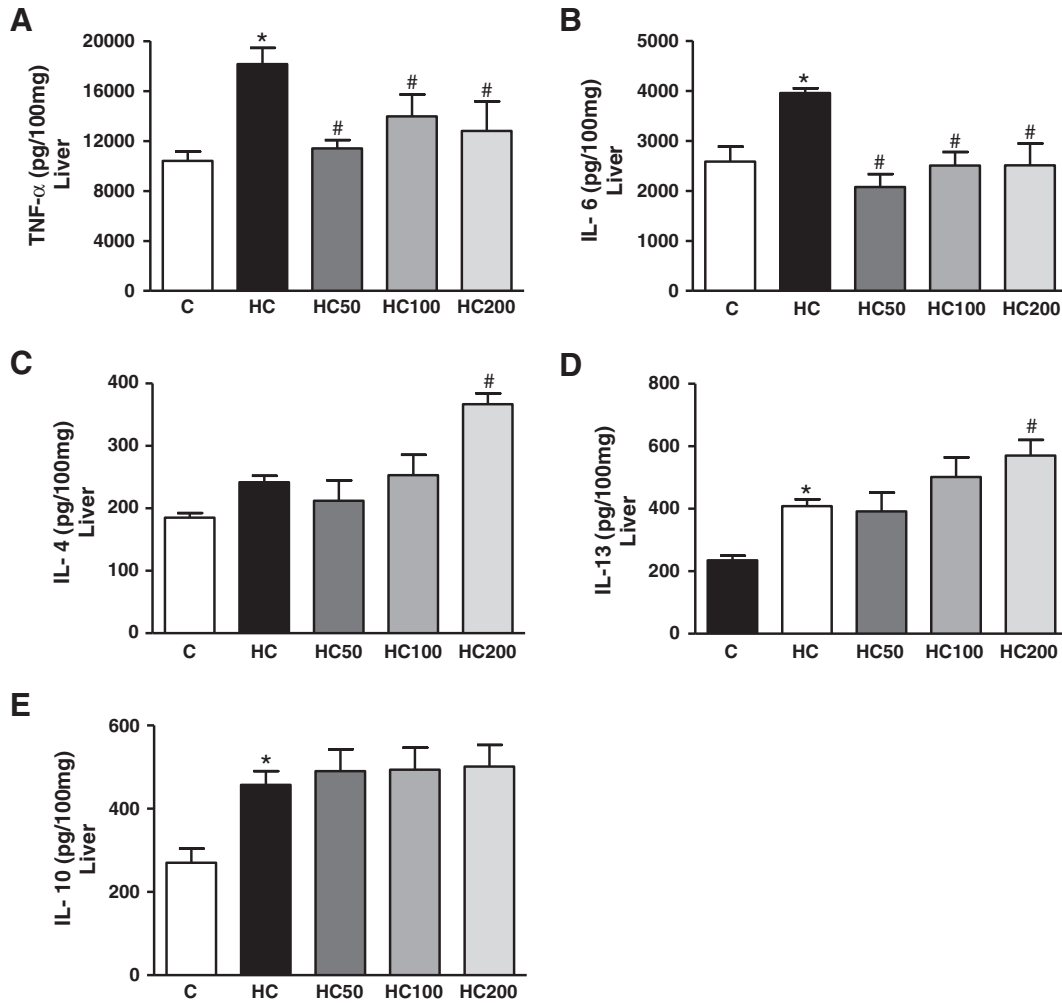 A
TNF-α (pg/100mg)
Liver
20000
16000
12000
8000
4000
0
*
#
#
#
C HC HC50 HC100 HC200
B
IL- 6 (pg/100mg)
Liver
5000
4000
3000
2000
1000
0
*
#
#
#
C HC HC50 HC100 HC200
C
IL- 4 (pg/100mg)
Liver
400
300
200
100
0
#
C HC HC50 HC100 HC200
D
IL-13 (pg/100mg)
Liver
800
600
400
200
0
*
#
C HC HC50 HC100 HC200
E
IL- 10 (pg/100mg)
Liver
600
400
200
0
*
C HC HC50 HC100 HC200